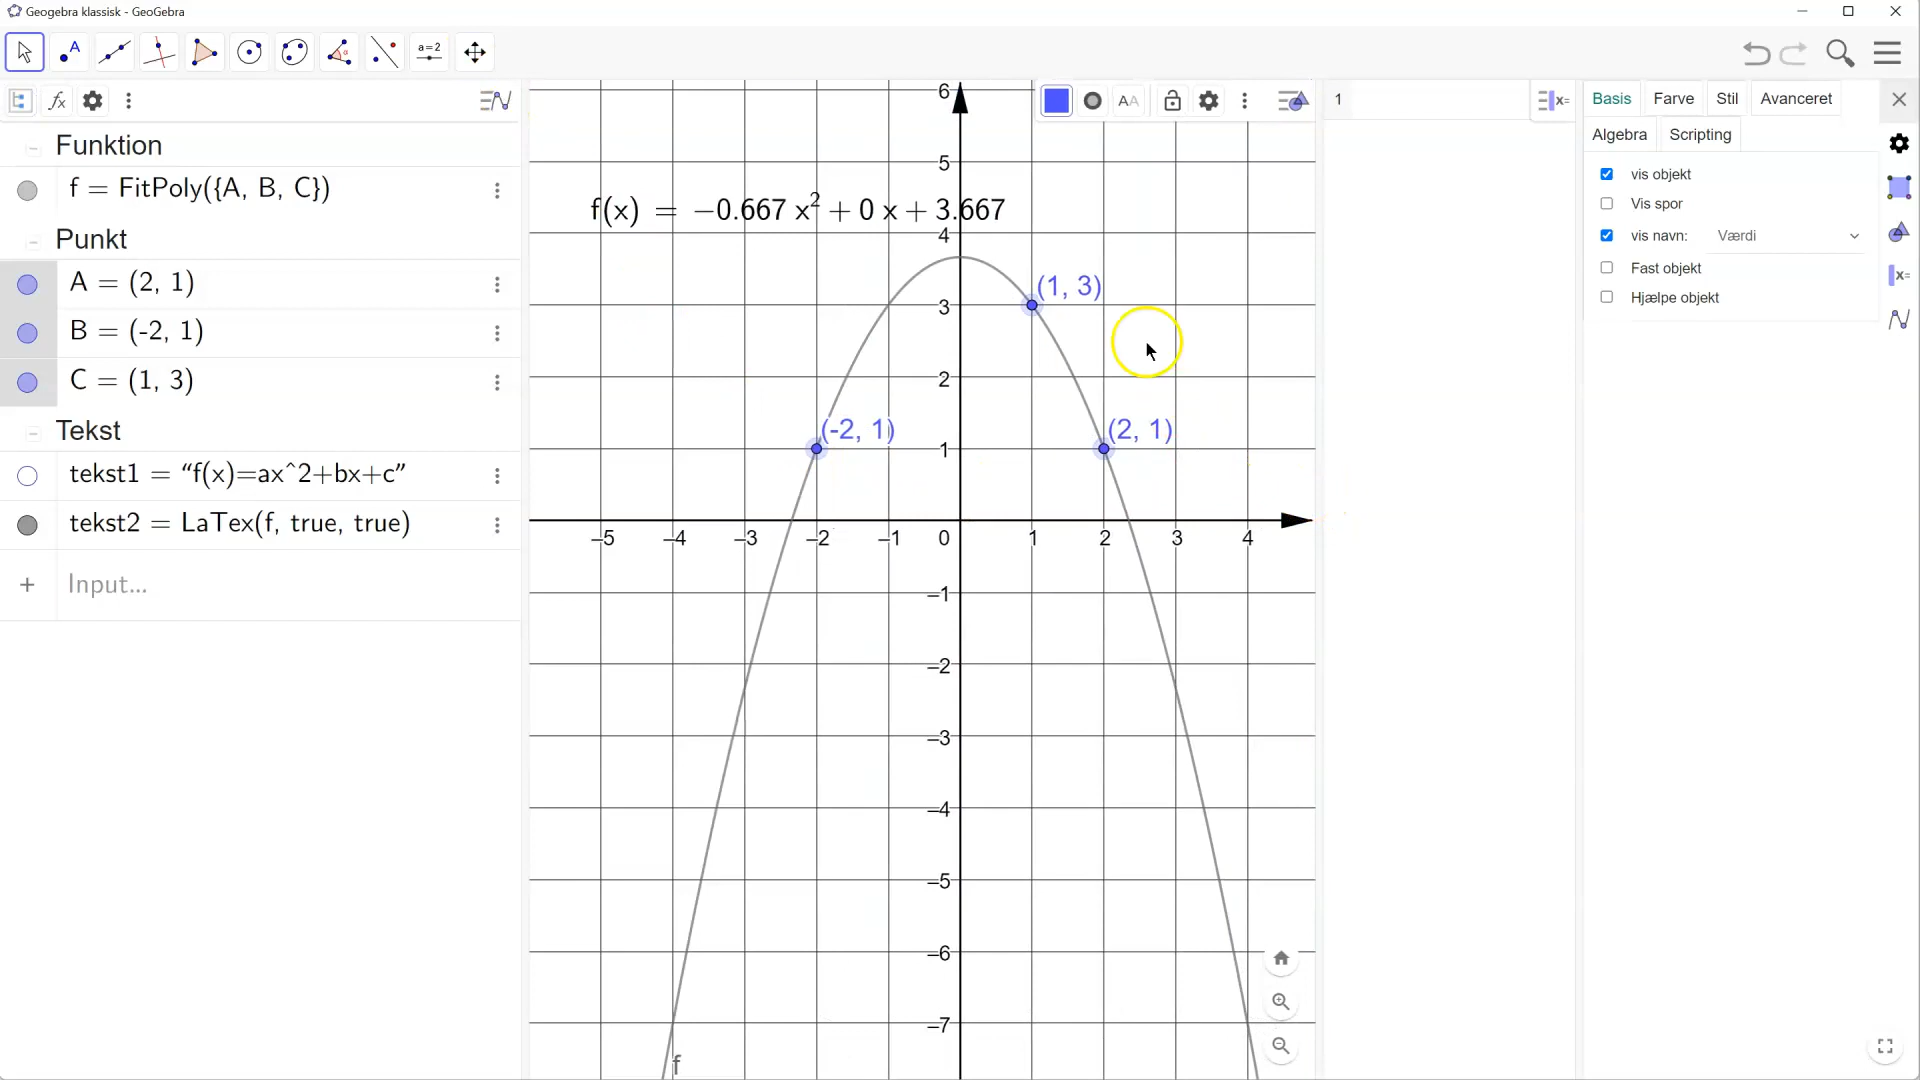 Geogebra klassisk - GeoGebra
A
a=2
fx
AA
1
x=
Basis Farve Stil Avanceret
Algebra Scripting
vis objekt
Vis spor
vis navn: Værdi
Fast objekt
Hjælpe objekt
x=
Funktion
f = FitPoly({A, B, C})
Punkt
A = (2, 1)
B = (-2, 1)
C = (1, 3)
Tekst
tekst1 = “f(x)=ax^2+bx+c”
tekst2 = LaTex(f, true, true)
+ Input...
f(x) = −0.667 x² + 0 x + 3.667
(1, 3)
(-2, 1)
(2, 1)
6
5
4
3
2
1
–5 –4 –3 –2 –1 0 1 2 3 4
–1
–2
–3
–4
–5
–6
–7
f